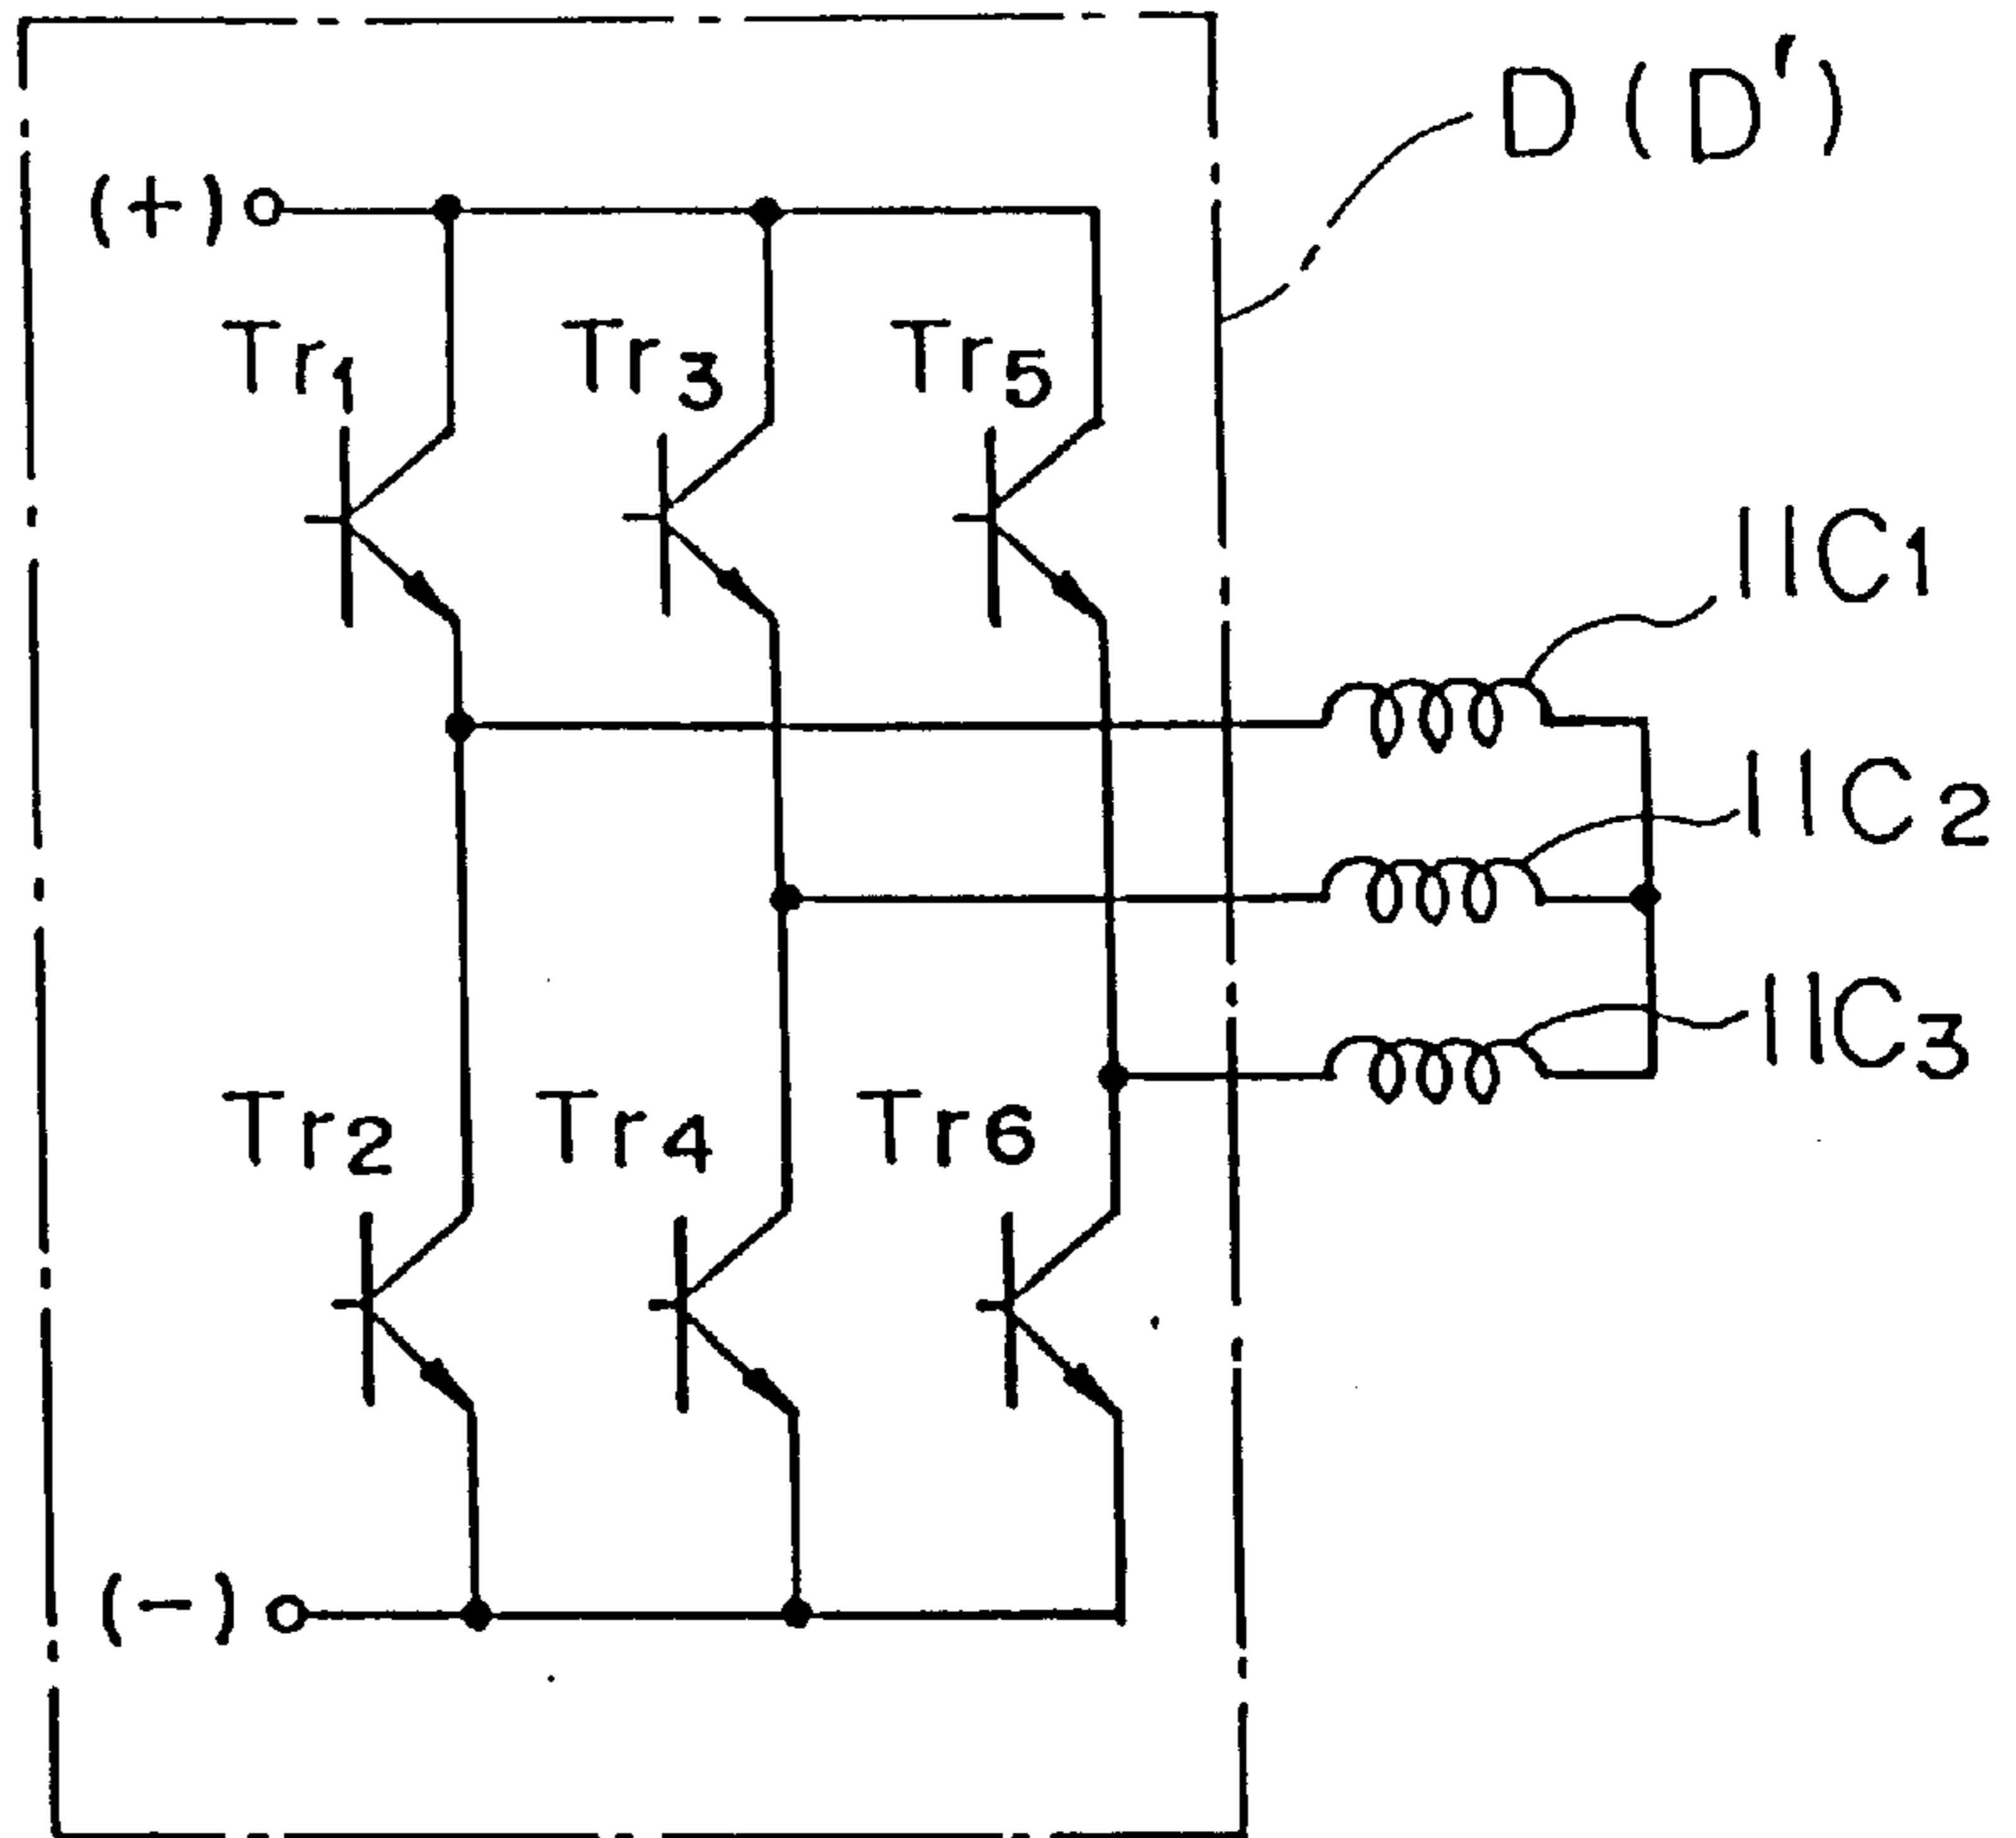 D (D')
(+)
Tr1 Tr3 Tr5
11C1
11C2
11C3
Tr2 Tr4 Tr6
(-)